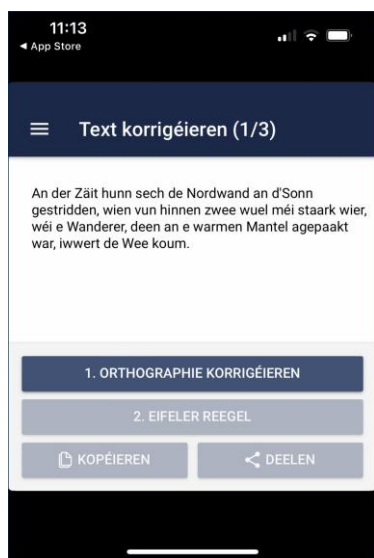 11:13
◀ App Store
Text korrigéieren (1/3)
An der Zäit hunn sech de Nordwand an d'Sonn
gestridden, wien vun hinnen zwee wuel méi staark wier,
wéi e Wanderer, deen an e warmen Mantel agepaakt
war, iwwert de Wee koum.
1. ORTHOGRAPHIE KORRIGÉIEREN
2. EIFELER REEGEL
KOPÉIEREN
DEELEN